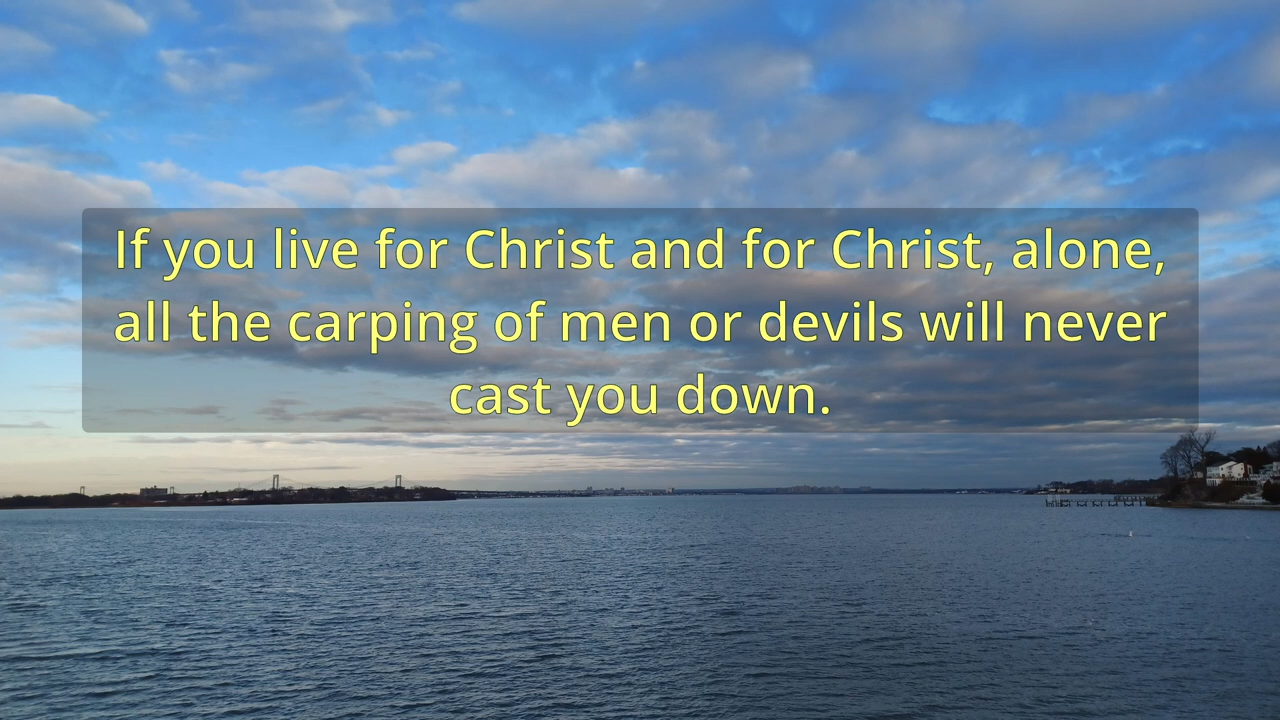 If you live for Christ and for Christ, alone,
all the carping of men or devils will never
cast you down.